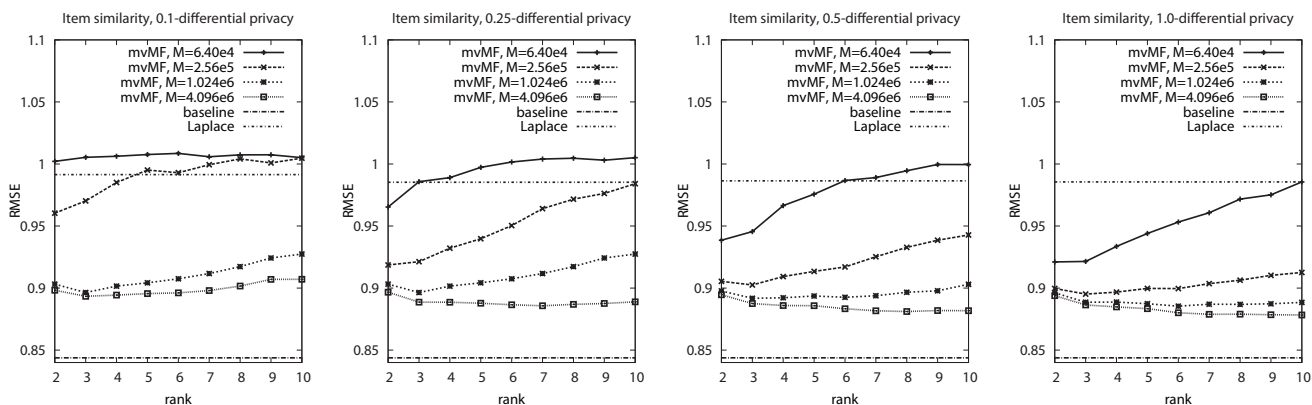 Item similarity, 0.1-differential privacy
1.1
1.05
1
0.95
0.9
0.85
RMSE
mvMF, M=6.40e4
mvMF, M=2.56e5
mvMF, M=1.024e6
mvMF, M=4.096e6
baseline
Laplace
2 3 4 5 6 7 8 9 10
rank
Item similarity, 0.25-differential privacy
1.1
1.05
1
0.95
0.9
0.85
RMSE
mvMF, M=6.40e4
mvMF, M=2.56e5
mvMF, M=1.024e6
mvMF, M=4.096e6
baseline
Laplace
2 3 4 5 6 7 8 9 10
rank
Item similarity, 0.5-differential privacy
1.1
1.05
1
0.95
0.9
0.85
RMSE
mvMF, M=6.40e4
mvMF, M=2.56e5
mvMF, M=1.024e6
mvMF, M=4.096e6
baseline
Laplace
2 3 4 5 6 7 8 9 10
rank
Item similarity, 1.0-differential privacy
1.1
1.05
1
0.95
0.9
0.85
RMSE
mvMF, M=6.40e4
mvMF, M=2.56e5
mvMF, M=1.024e6
mvMF, M=4.096e6
baseline
Laplace
2 3 4 5 6 7 8 9 10
rank